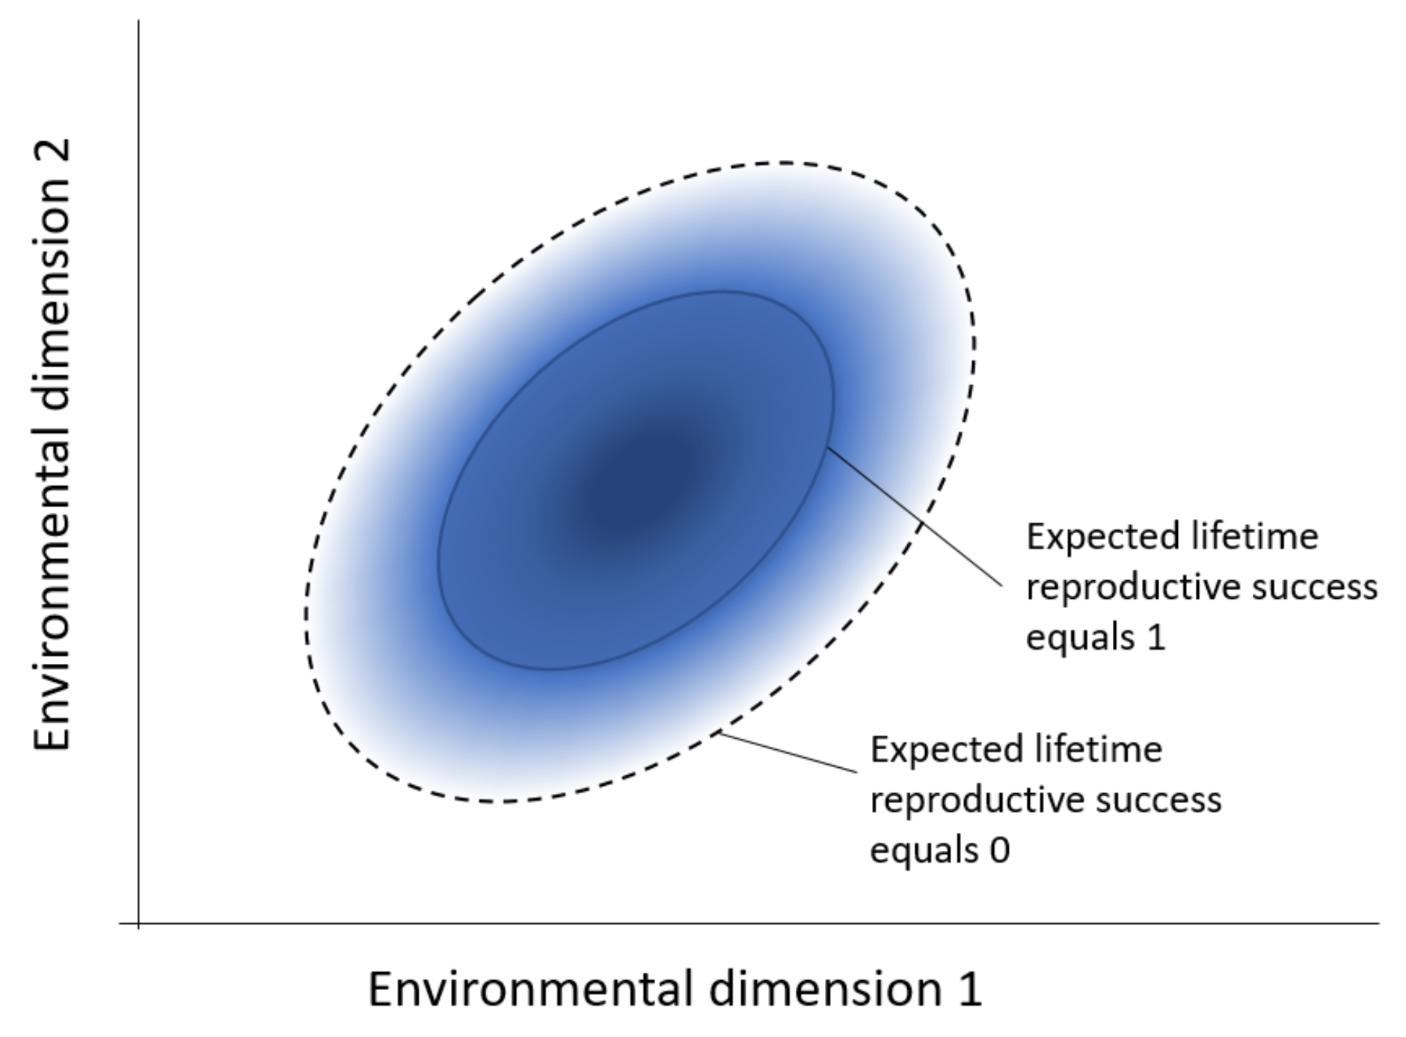 Environmental dimension 2
Expected lifetime
reproductive success
equals 1
Expected lifetime
reproductive success
equals 0
Environmental dimension 1